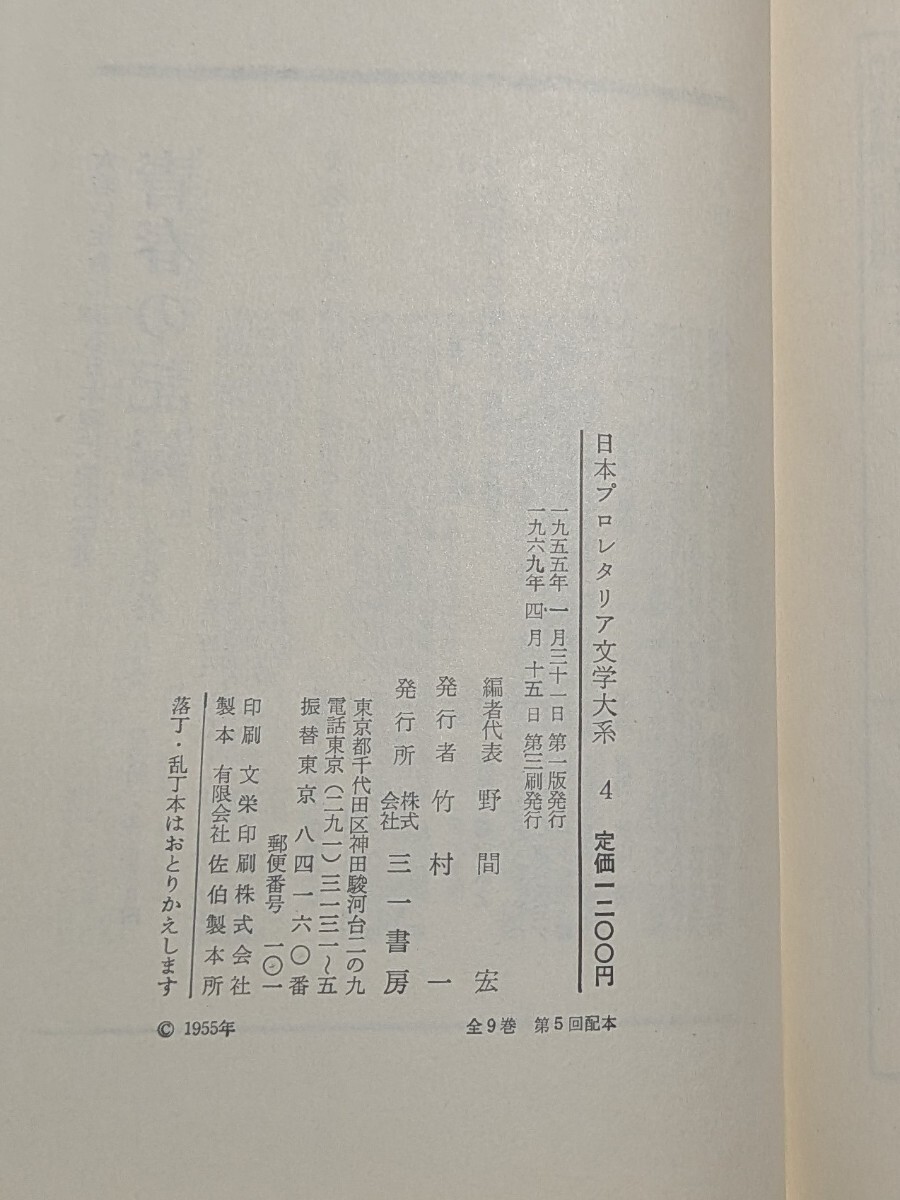 日本プロレタリア文学大系 4 定価一二〇〇円
一九五五年 一月三十一日 第一版発行
一九六九年 四月 十五 日 第三刷発行
編者代表 野間 宏
発行者 竹村 一
発行所 株式会社 三一書房
東京都千代田区神田駿河台二の九
電話東京(二九一)三一三一〜五
振替東京 八四一六〇番
郵便番号 一〇一
印刷 文栄印刷株式会社
製本 有限会社 佐伯製本所
落丁・乱丁本はおとりかえします
全9巻 第5回配本
© 1955年